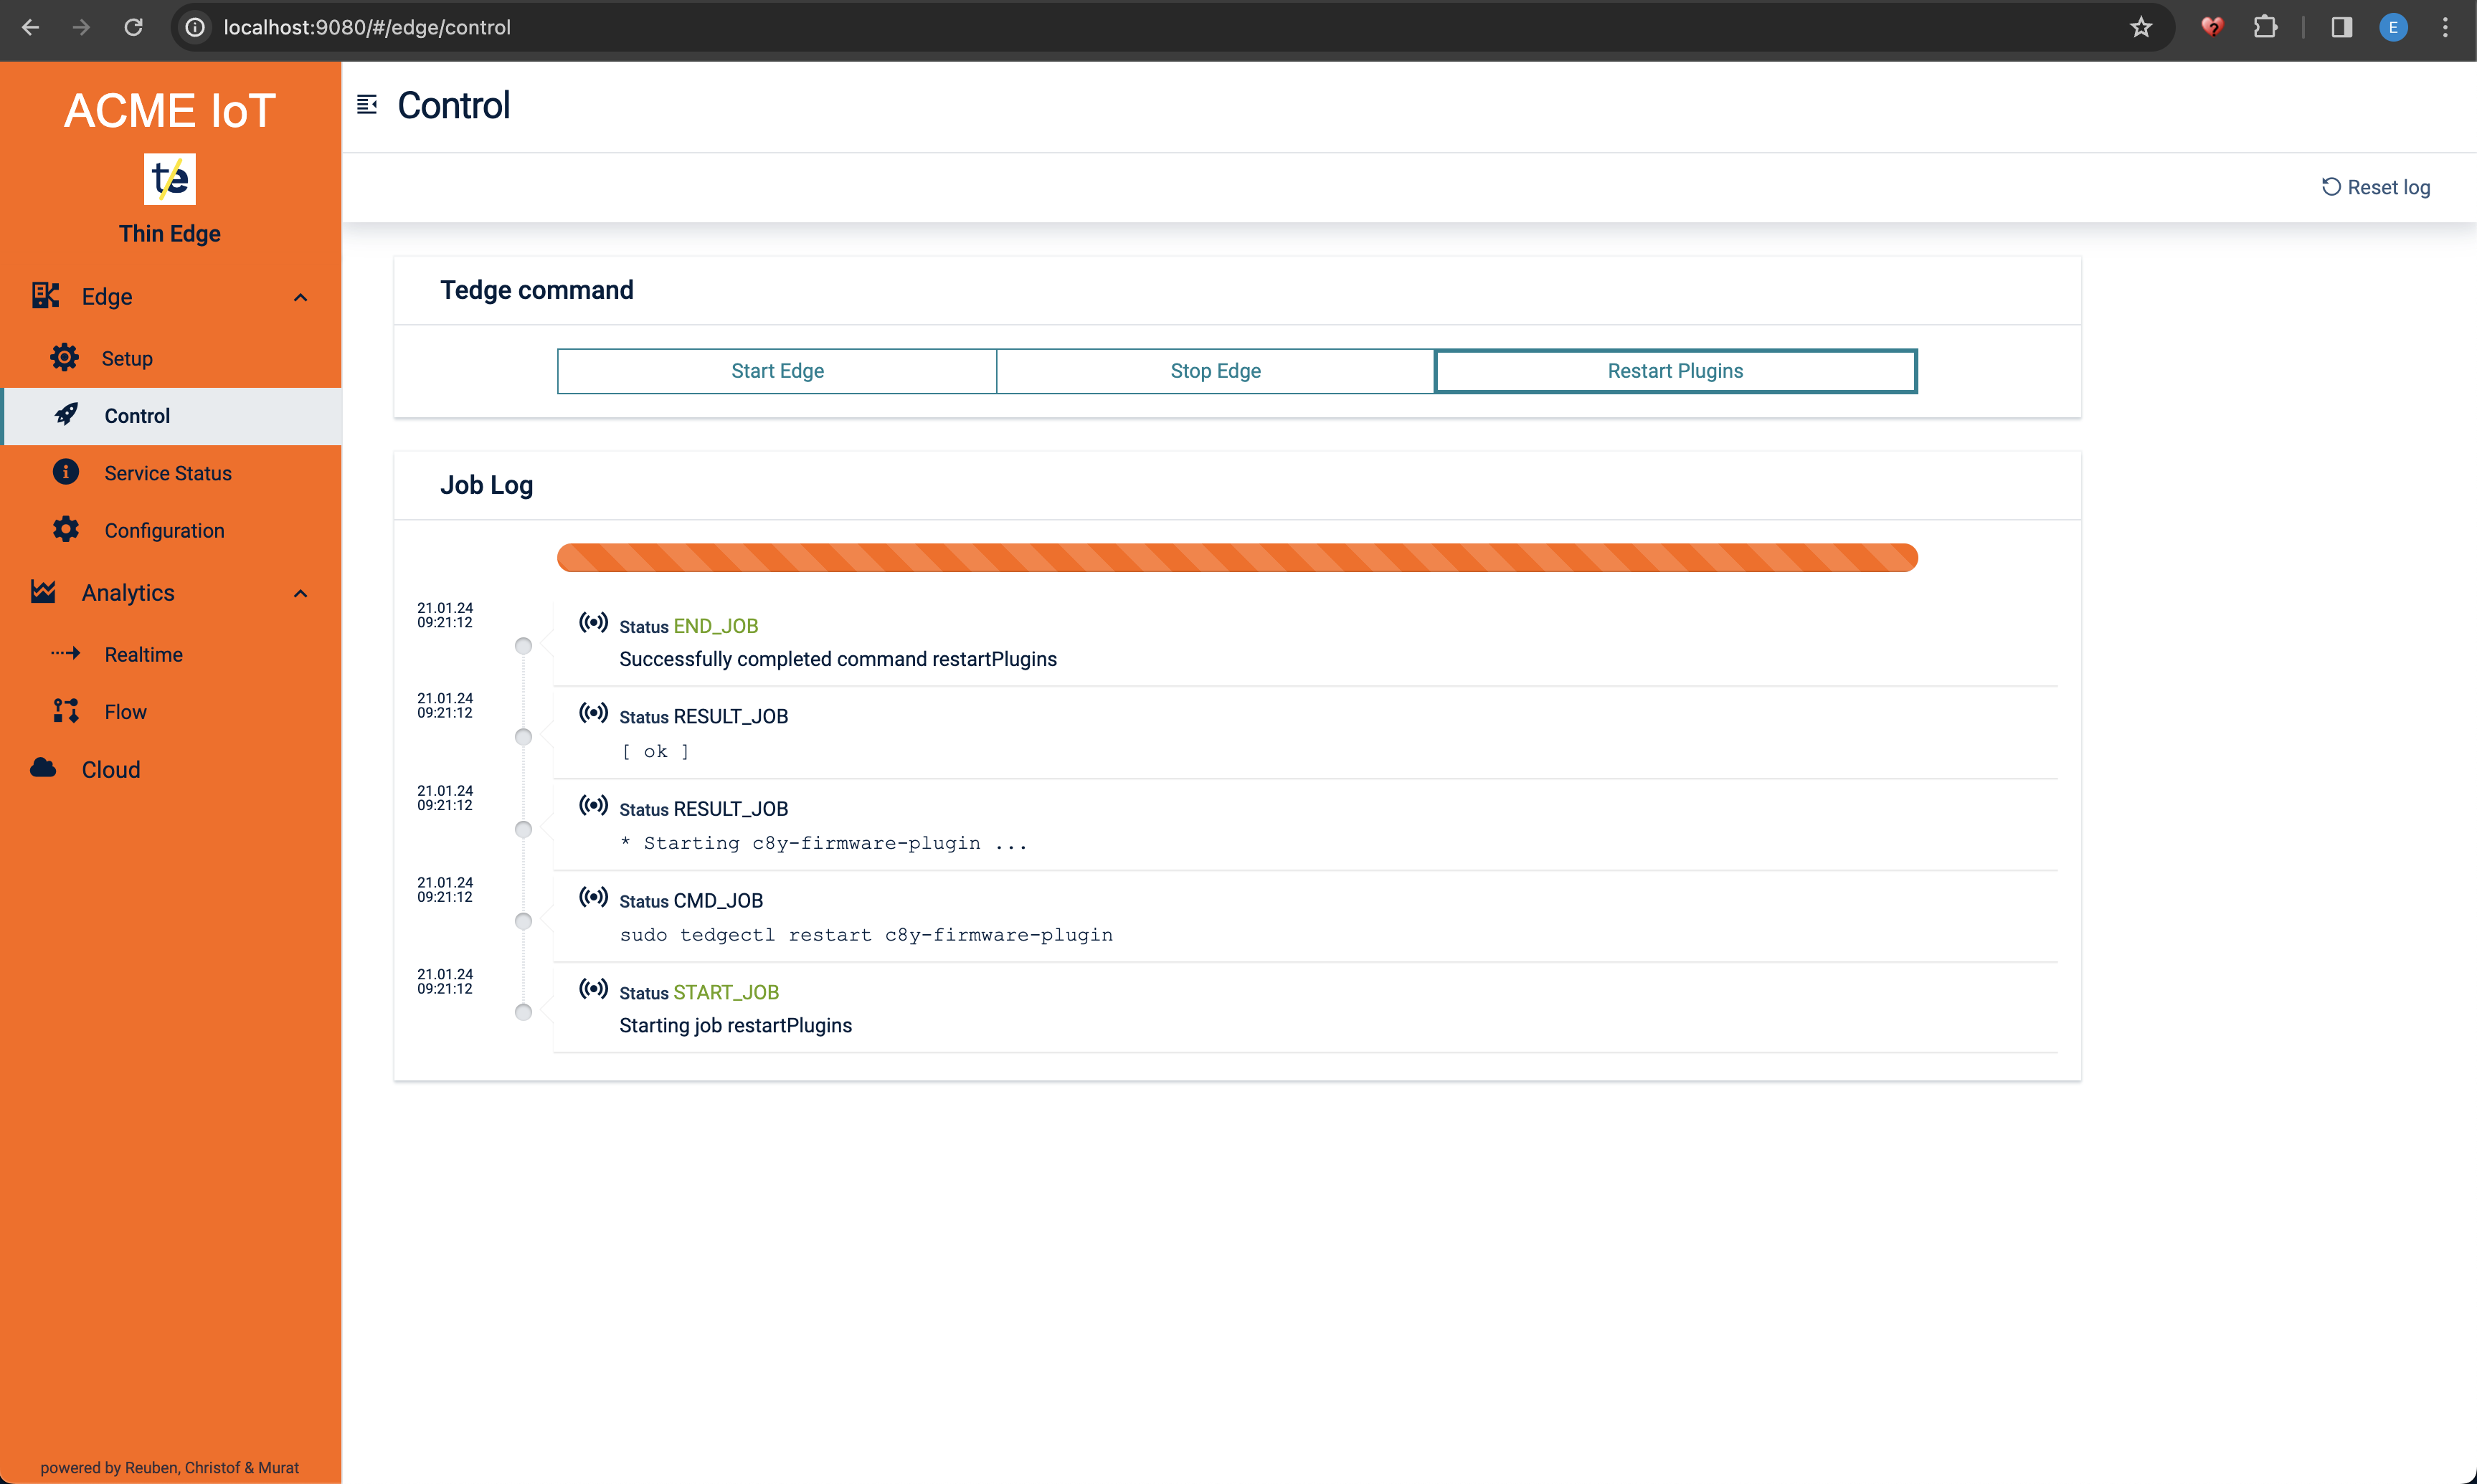 localhost:9080/#/edge/control
E
ACME IoT
te
Thin Edge
Edge
Setup
Control
Service Status
Configuration
Analytics
Realtime
Flow
Cloud
powered by Reuben, Christof & Murat
Control
Reset log
Tedge command
Start Edge
Stop Edge
Restart Plugins
Job Log
21.01.24
09:21:12
Status END_JOB
Successfully completed command restartPlugins
21.01.24
09:21:12
Status RESULT_JOB
[ ok ]
21.01.24
09:21:12
Status RESULT_JOB
* Starting c8y-firmware-plugin ...
21.01.24
09:21:12
Status CMD_JOB
sudo tedgectl restart c8y-firmware-plugin
21.01.24
09:21:12
Status START_JOB
Starting job restartPlugins